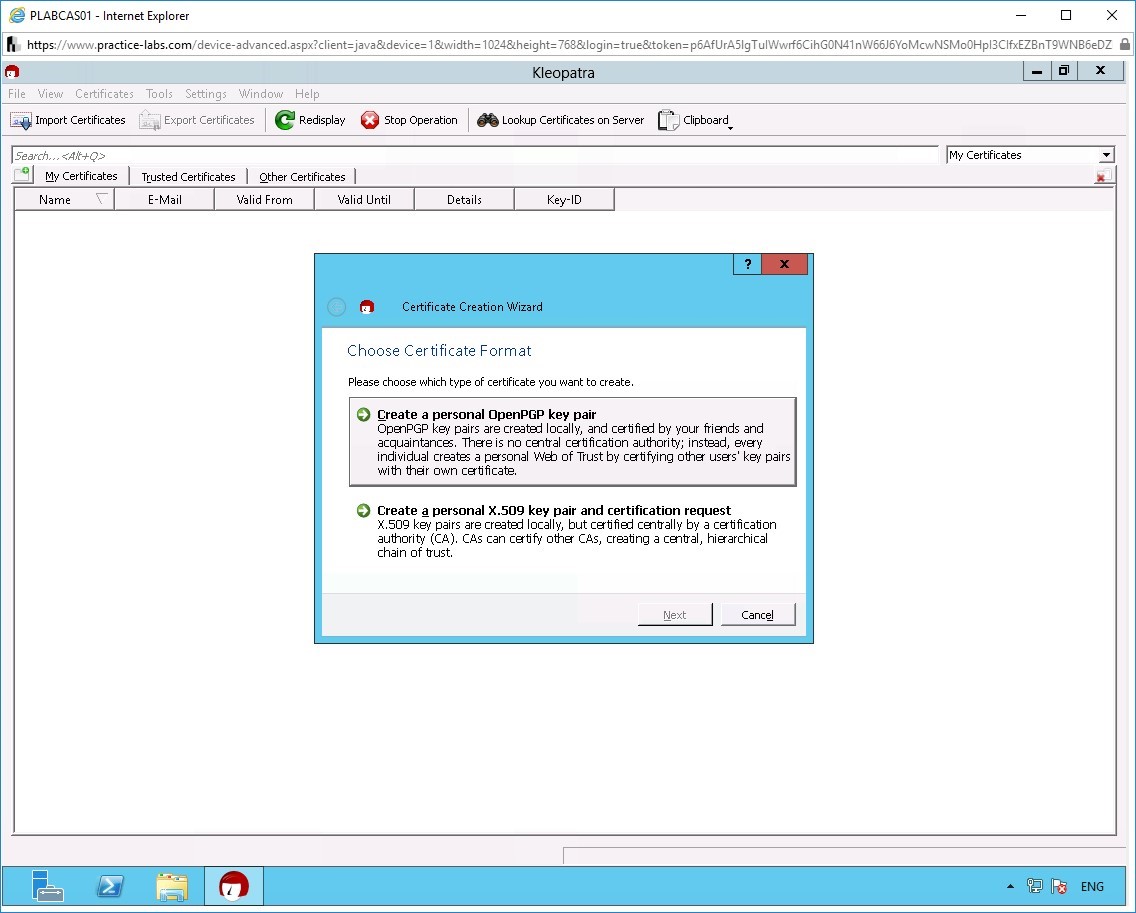 PLABCAS01 - Internet Explorer
https://www.practice-labs.com/device-advanced.aspx?client=java&device=1&width=1024&height=768&login=true&token=p6AfUrA5IgTulWwrf6CihG0N41nW66J6YoMcwNSMo0HpI3ClfxEZBnT9WNB6eDZ
Kleopatra
File View Certificates Tools Settings Window Help
Import Certificates Export Certificates Redisplay Stop Operation Lookup Certificates on Server Clipboard
Search...<Alt+Q> My Certificates
My Certificates Trusted Certificates Other Certificates
Name E-Mail Valid From Valid Until Details Key-ID
? x
Certificate Creation Wizard
Choose Certificate Format
Please choose which type of certificate you want to create.
Create a personal OpenPGP key pair
OpenPGP key pairs are created locally, and certified by your friends and
acquaintances. There is no central certification authority; instead, every
individual creates a personal Web of Trust by certifying other users' key pairs
with their own certificate.
Create a personal X.509 key pair and certification request
X.509 key pairs are created locally, but certified centrally by a certification
authority (CA). CAs can certify other CAs, creating a central, hierarchical
chain of trust.
Next Cancel
ENG